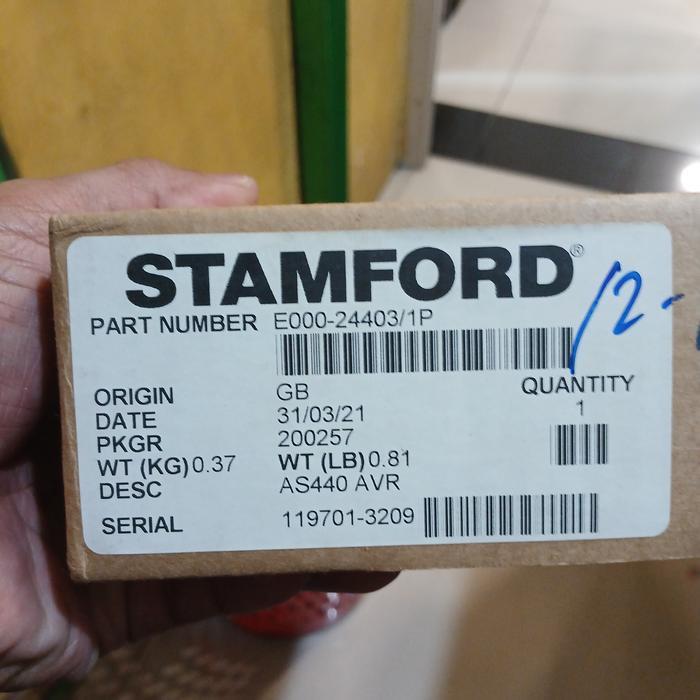 STAMFORD®
PART NUMBER E000-24403/1P
/2-
ORIGIN GB
QUANTITY
DATE 31/03/21
1
PKGR 200257
WT (KG) 0.37 WT (LB) 0.81
DESC AS440 AVR
SERIAL 119701-3209